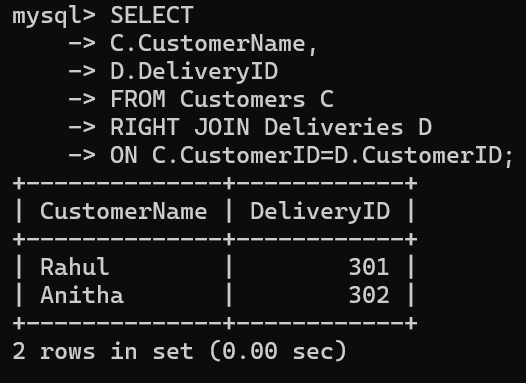 mysql> SELECT
    -> C.CustomerName,
    -> D.DeliveryID
    -> FROM Customers C
    -> RIGHT JOIN Deliveries D
    -> ON C.CustomerID=D.CustomerID;
+--------------+------------+
| CustomerName | DeliveryID |
+--------------+------------+
| Rahul        |        301 |
| Anitha       |        302 |
+--------------+------------+
2 rows in set (0.00 sec)